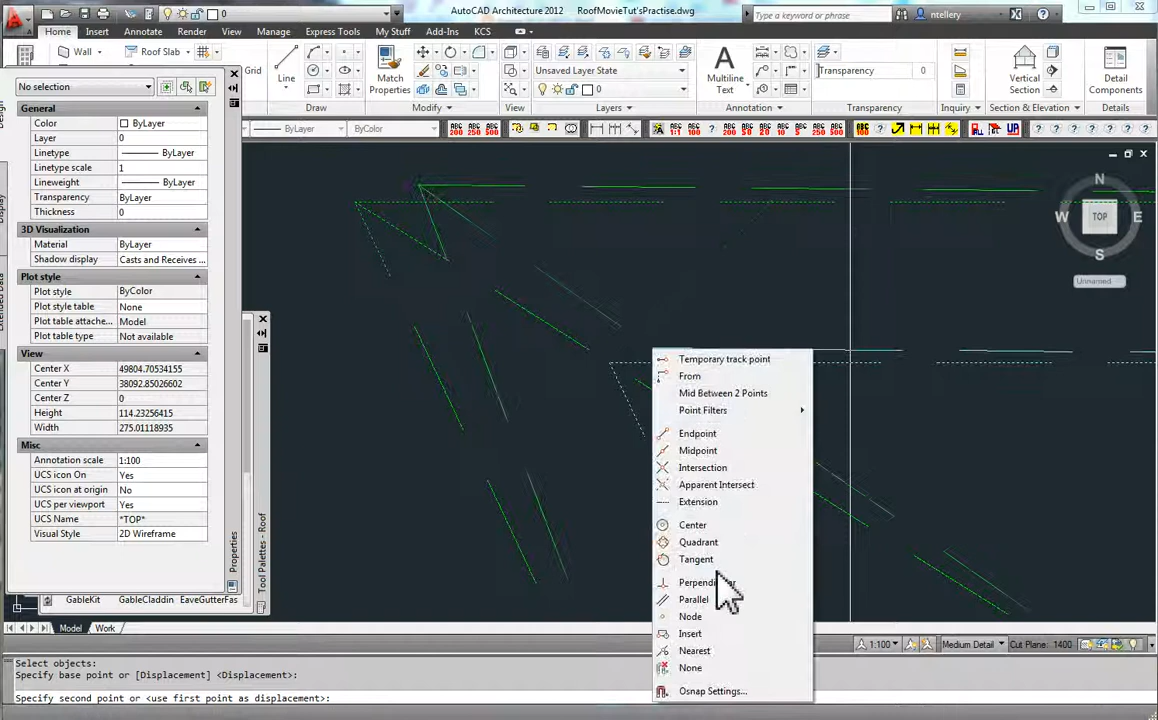 AutoCAD Architecture 2012    RoofMovieTut'sPractise.dwg
Type a keyword or phrase
ntellery
0
Home Insert Annotate Render View Manage Express Tools My Stuff Add-Ins KCS
Wall
Roof Slab
Grid
Line
Match
Properties
Unsaved Layer State
0
Multiline
Text
Transparency 0
Vertical
Section
Detail
Components
Draw
Modify
View
Layers
Annotation
Transparency
Inquiry
Section & Elevation
Details
ByLayer
ByColor
No selection
General
Color ByLayer
Layer 0
Linetype ByLayer
Linetype scale 1
Lineweight ByLayer
Transparency ByLayer
Thickness 0
3D Visualization
Material ByLayer
Shadow display Casts and Receives ...
Plot style
Plot style ByColor
Plot style table None
Plot table attache... Model
Plot table type Not available
View
Center X 49804.70534155
Center Y 38092.85026602
Center Z 0
Height 114.23256415
Width 275.01118935
Misc
Annotation scale 1:100
UCS icon On Yes
UCS icon at origin No
UCS per viewport Yes
UCS Name *TOP*
Visual Style 2D Wireframe
Design
Display
Extended Data
Properties
Tool Palettes - Roof
GableKit GableCladdin EaveGutterFas
N
W TOP E
S
Unnamed
Temporary track point
From
Mid Between 2 Points
Point Filters
Endpoint
Midpoint
Intersection
Apparent Intersect
Extension
Center
Quadrant
Tangent
Parallel
Node
Insert
Nearest
None
Osnap Settings...
Model Work
1:100
Medium Detail
Cut Plane: 1400
Select objects:
Specify base point or [Displacement] <Displacement>:
Specify second point or <use first point as displacement>: